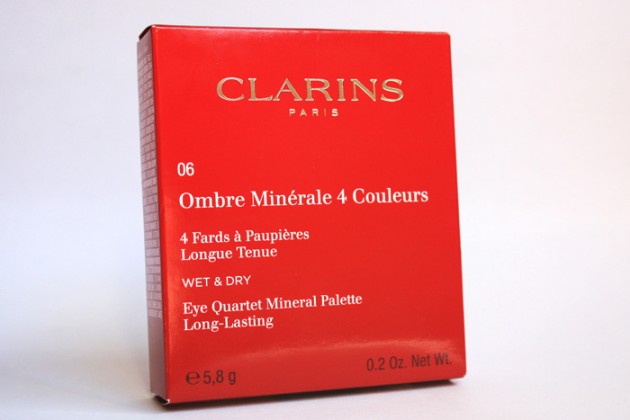 CLARINS
PARIS
06
Ombre Minérale 4 Couleurs
4 Fards à Paupières
Longue Tenue
WET & DRY
Eye Quartet Mineral Palette
Long-Lasting
℮ 5,8 g
0.2 Oz. Net Wt.